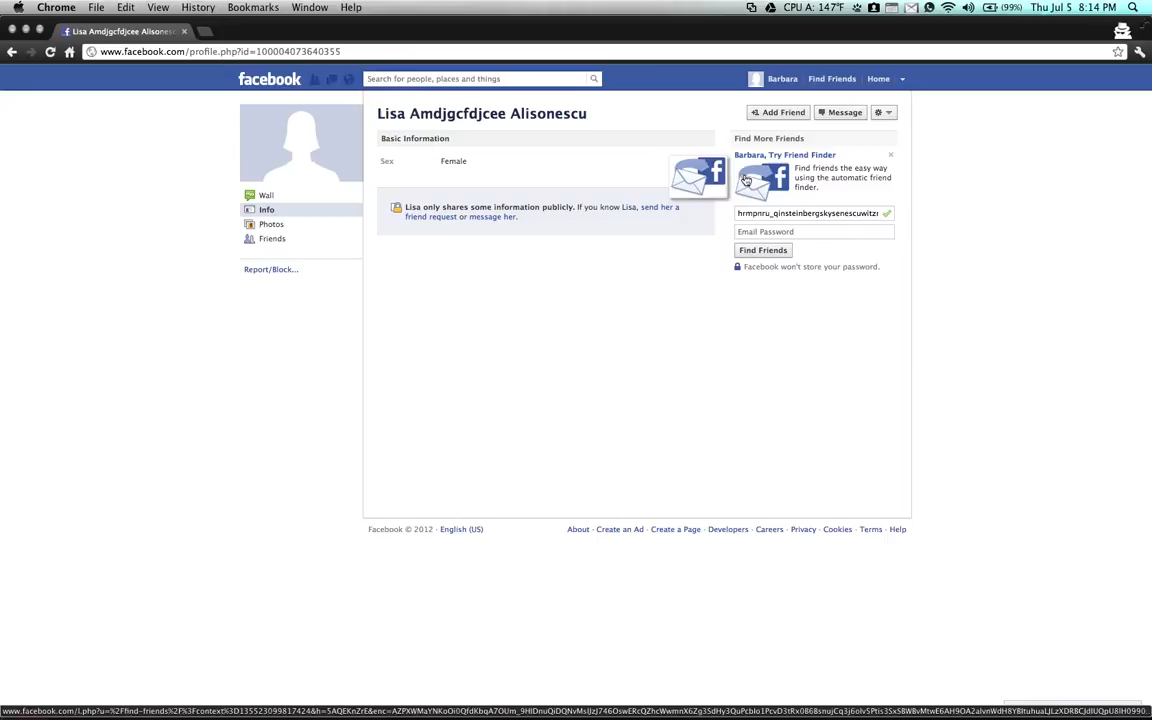 Chrome File Edit View History Bookmarks Window Help CPU A: 147°F (99%) Thu Jul 5 8:14 PM
Lisa Amdjgcfdjcee Alisonesc
www.facebook.com/profile.php?id=100004073640355
facebook Search for people, places and things Barbara Find Friends Home
Lisa Amdjgcfdjcee Alisonescu +1 Add Friend Message
Basic Information Find More Friends
Sex Female
Barbara, Try Friend Finder
Find friends the easy way
using the automatic friend
finder.
Wall
Info
Photos
Friends
Report/Block...
Lisa only shares some information publicly. If you know Lisa, send her a
friend request or message her.
hrmpnru_qinsteinbergskysenescuwitz
Email Password
Find Friends
Facebook won't store your password.
Facebook © 2012 · English (US) About · Create an Ad · Create a Page · Developers · Careers · Privacy · Cookies · Terms · Help